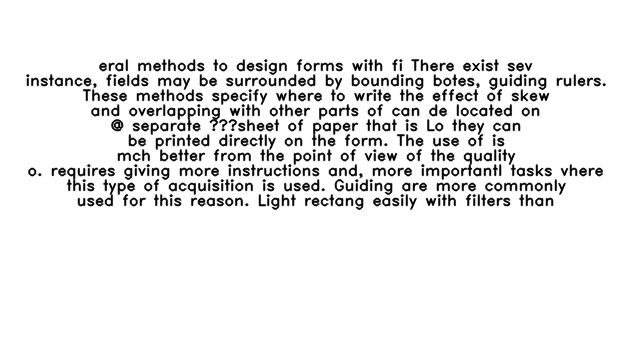 eral methods to design forms with fi There exist sev
instance, fields may be surrounded by bounding botes, guiding rulers.
These methods specify where to write the effect of skew
and overlapping with other parts of can de located on
@ separate ???sheet of paper that is Lo they can
be printed directly on the form. The use of is
mch better from the point of view of the quality
o. requires giving more instructions and, more importantl tasks vhere
this type of acquisition is used. Guiding are more commonly
used for this reason. Light rectang easily with filters than